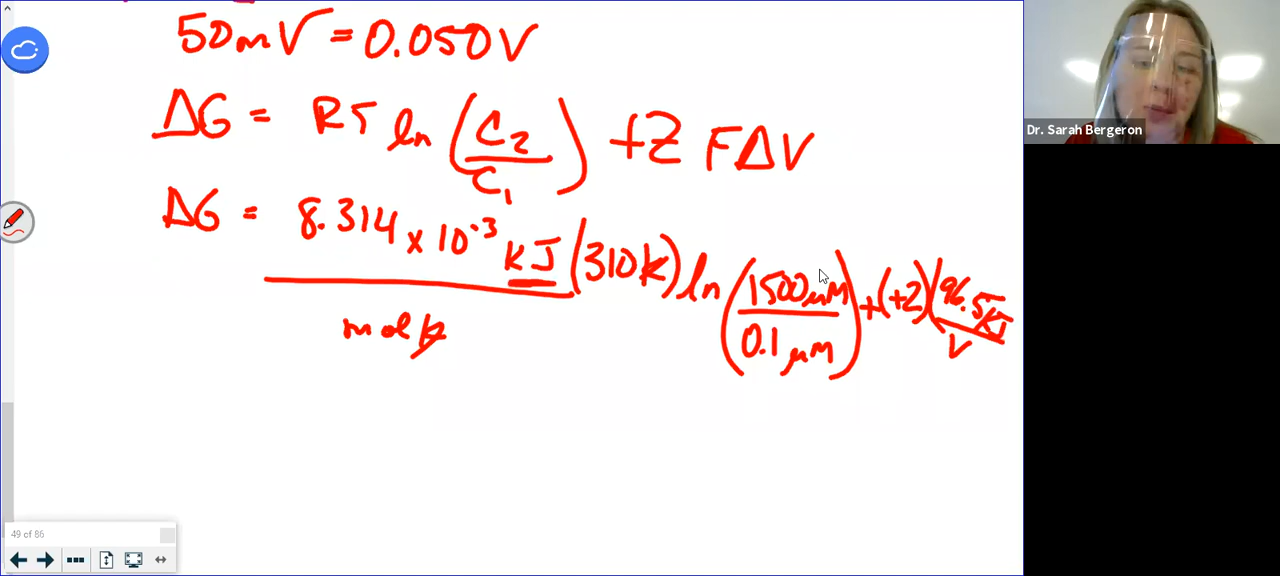 50mV = 0.050V
Dr. Sarah Bergeron
ΔG = RT ln (C₂/C₁) + Z F Δ V
ΔG = 8.314 x 10⁻³ kJ/mol K (310K) ln (1500 μM/0.1 μM) + (+2) (96.5 kJ/V
49 of 86